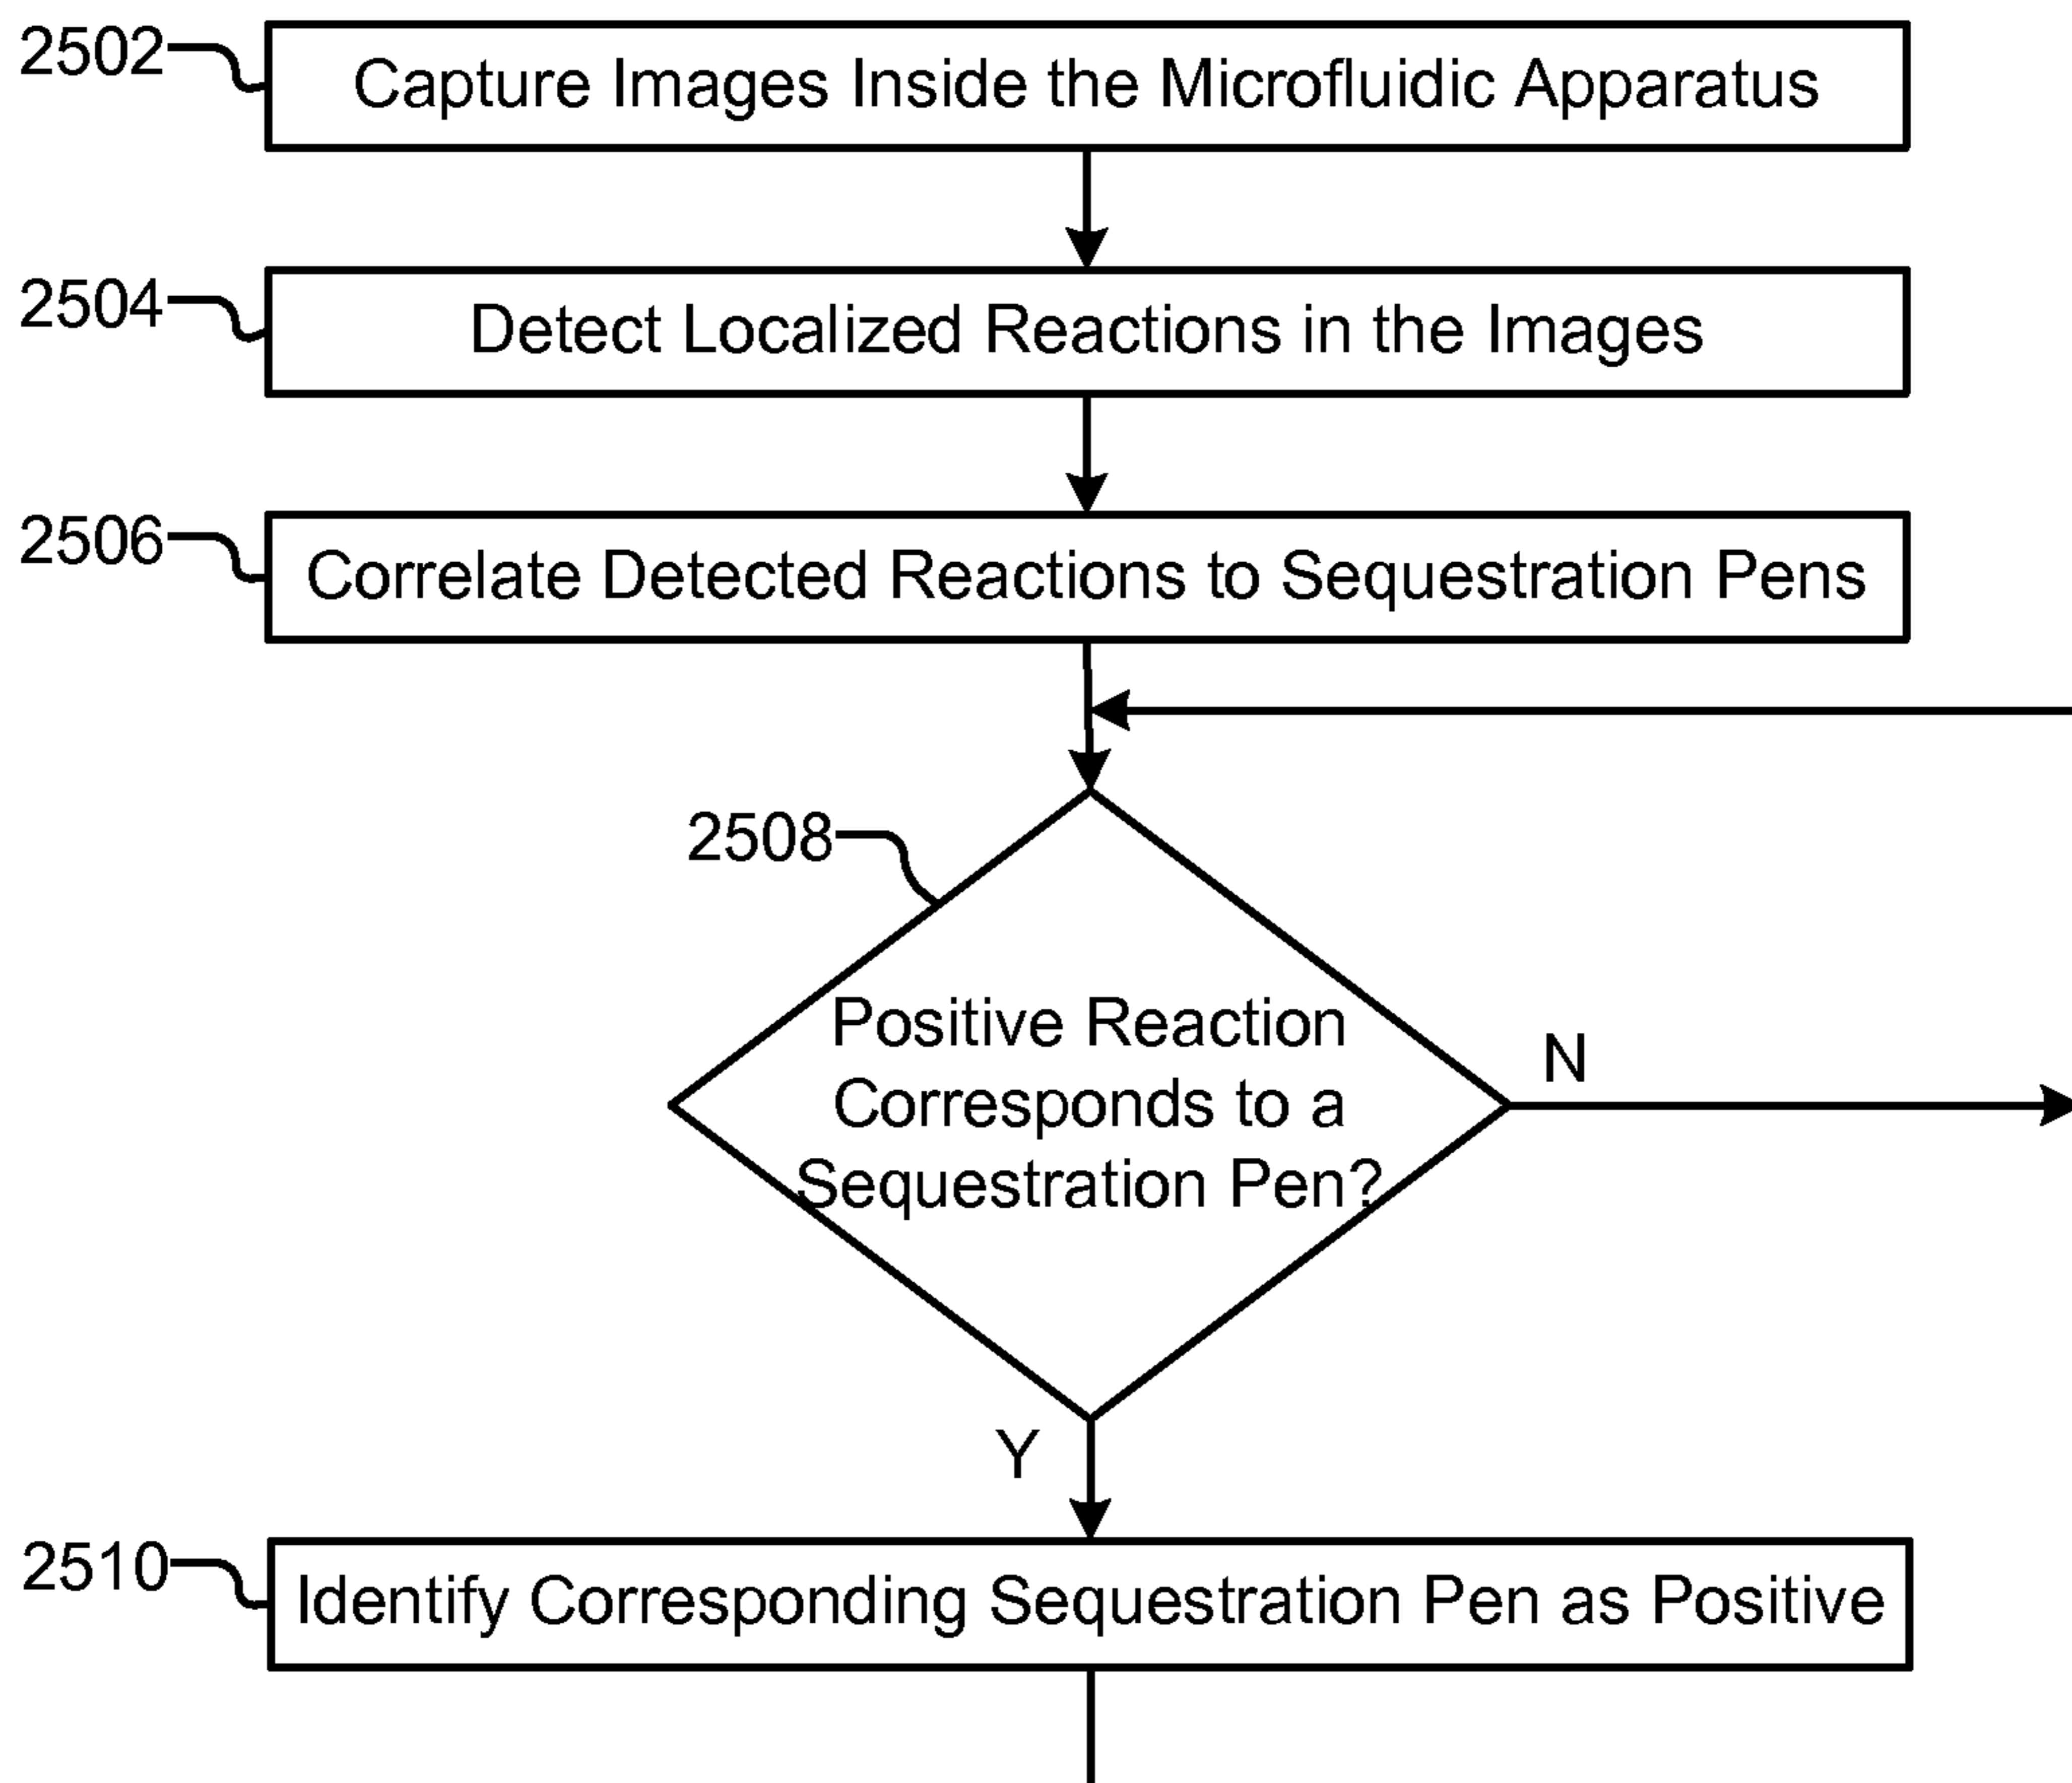 2502
Capture Images Inside the Microfluidic Apparatus
2504
Detect Localized Reactions in the Images
2506
Correlate Detected Reactions to Sequestration Pens
2508
Positive Reaction
Corresponds to a
Sequestration Pen?
N
Y
2510
Identify Corresponding Sequestration Pen as Positive